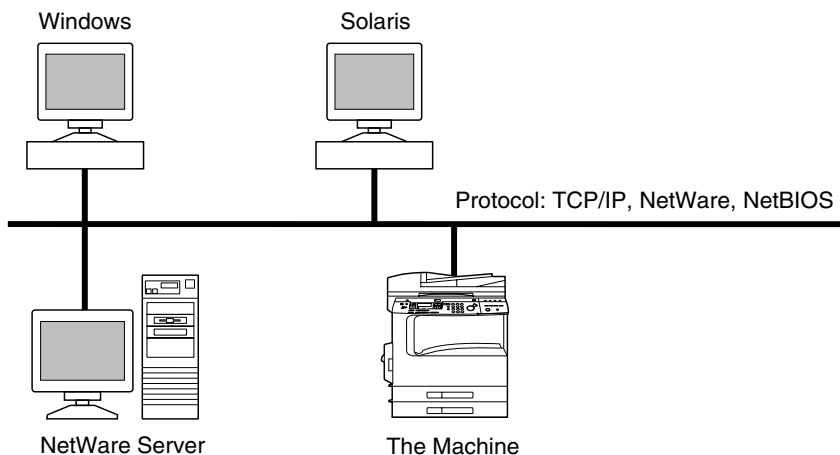 Windows
Solaris
Protocol: TCP/IP, NetWare, NetBIOS
NetWare Server
The Machine